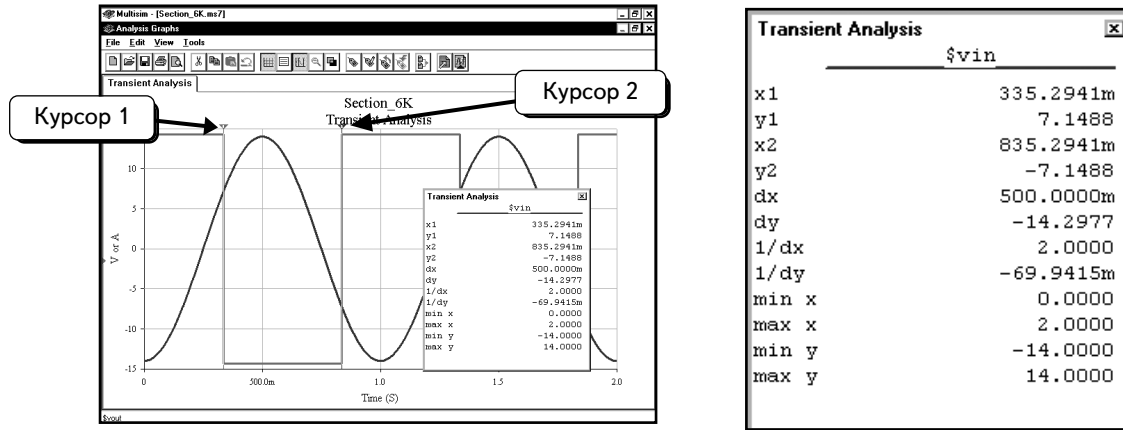 Multisim - [Section_6K.ms7]
Analysis Graphs
File Edit View Tools
Transient Analysis
Курсор 1
Курсор 2
Section_6K
Transient Analysis
V or A
10
5
0
-5
-10
-15
0
500.0m
1.0
1.5
2.0
Time (S)
$vout
Transient Analysis
$vin
x1 335.2941m
y1 7.1488
x2 835.2941m
y2 -7.1488
dx 500.0000m
dy -14.2977
1/dx 2.0000
1/dy -69.9415m
min x 0.0000
max x 2.0000
min y -14.0000
max y 14.0000
Transient Analysis
$vin
x1 335.2941m
y1 7.1488
x2 835.2941m
y2 -7.1488
dx 500.0000m
dy -14.2977
1/dx 2.0000
1/dy -69.9415m
min x 0.0000
max x 2.0000
min y -14.0000
max y 14.0000